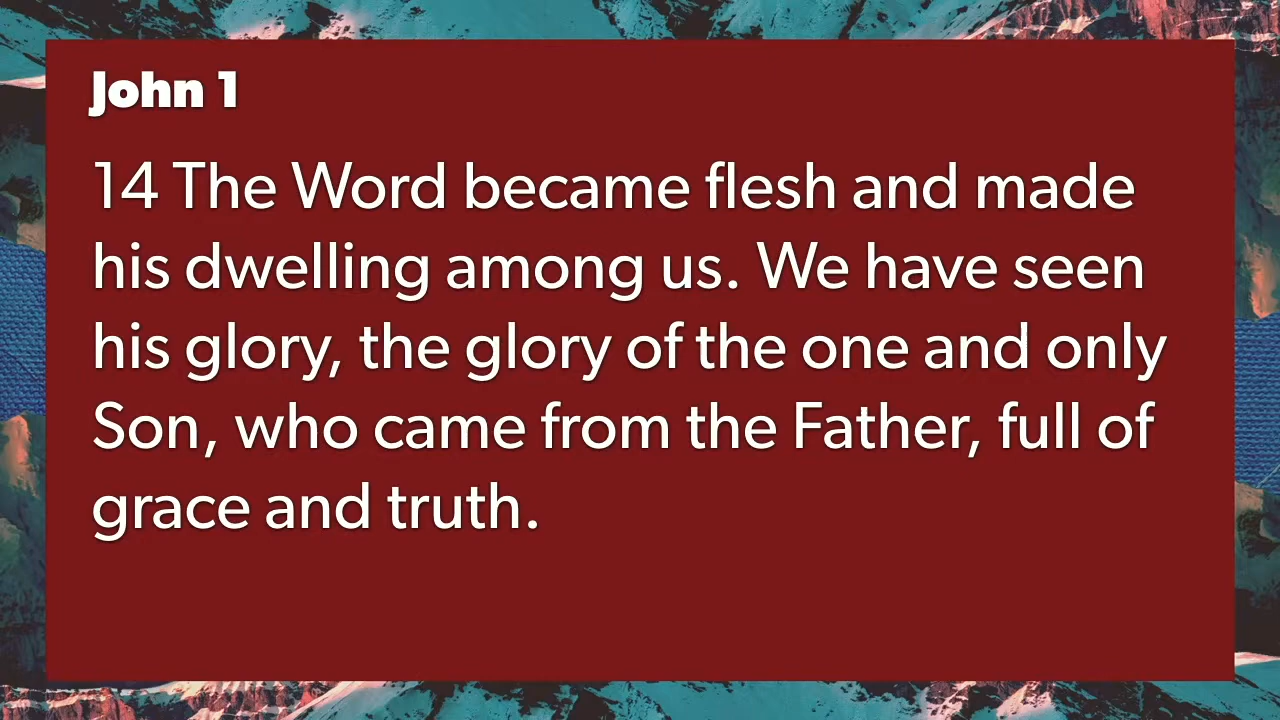 John 1
14 The Word became flesh and made
his dwelling among us. We have seen
his glory, the glory of the one and only
Son, who came from the Father, full of
grace and truth.